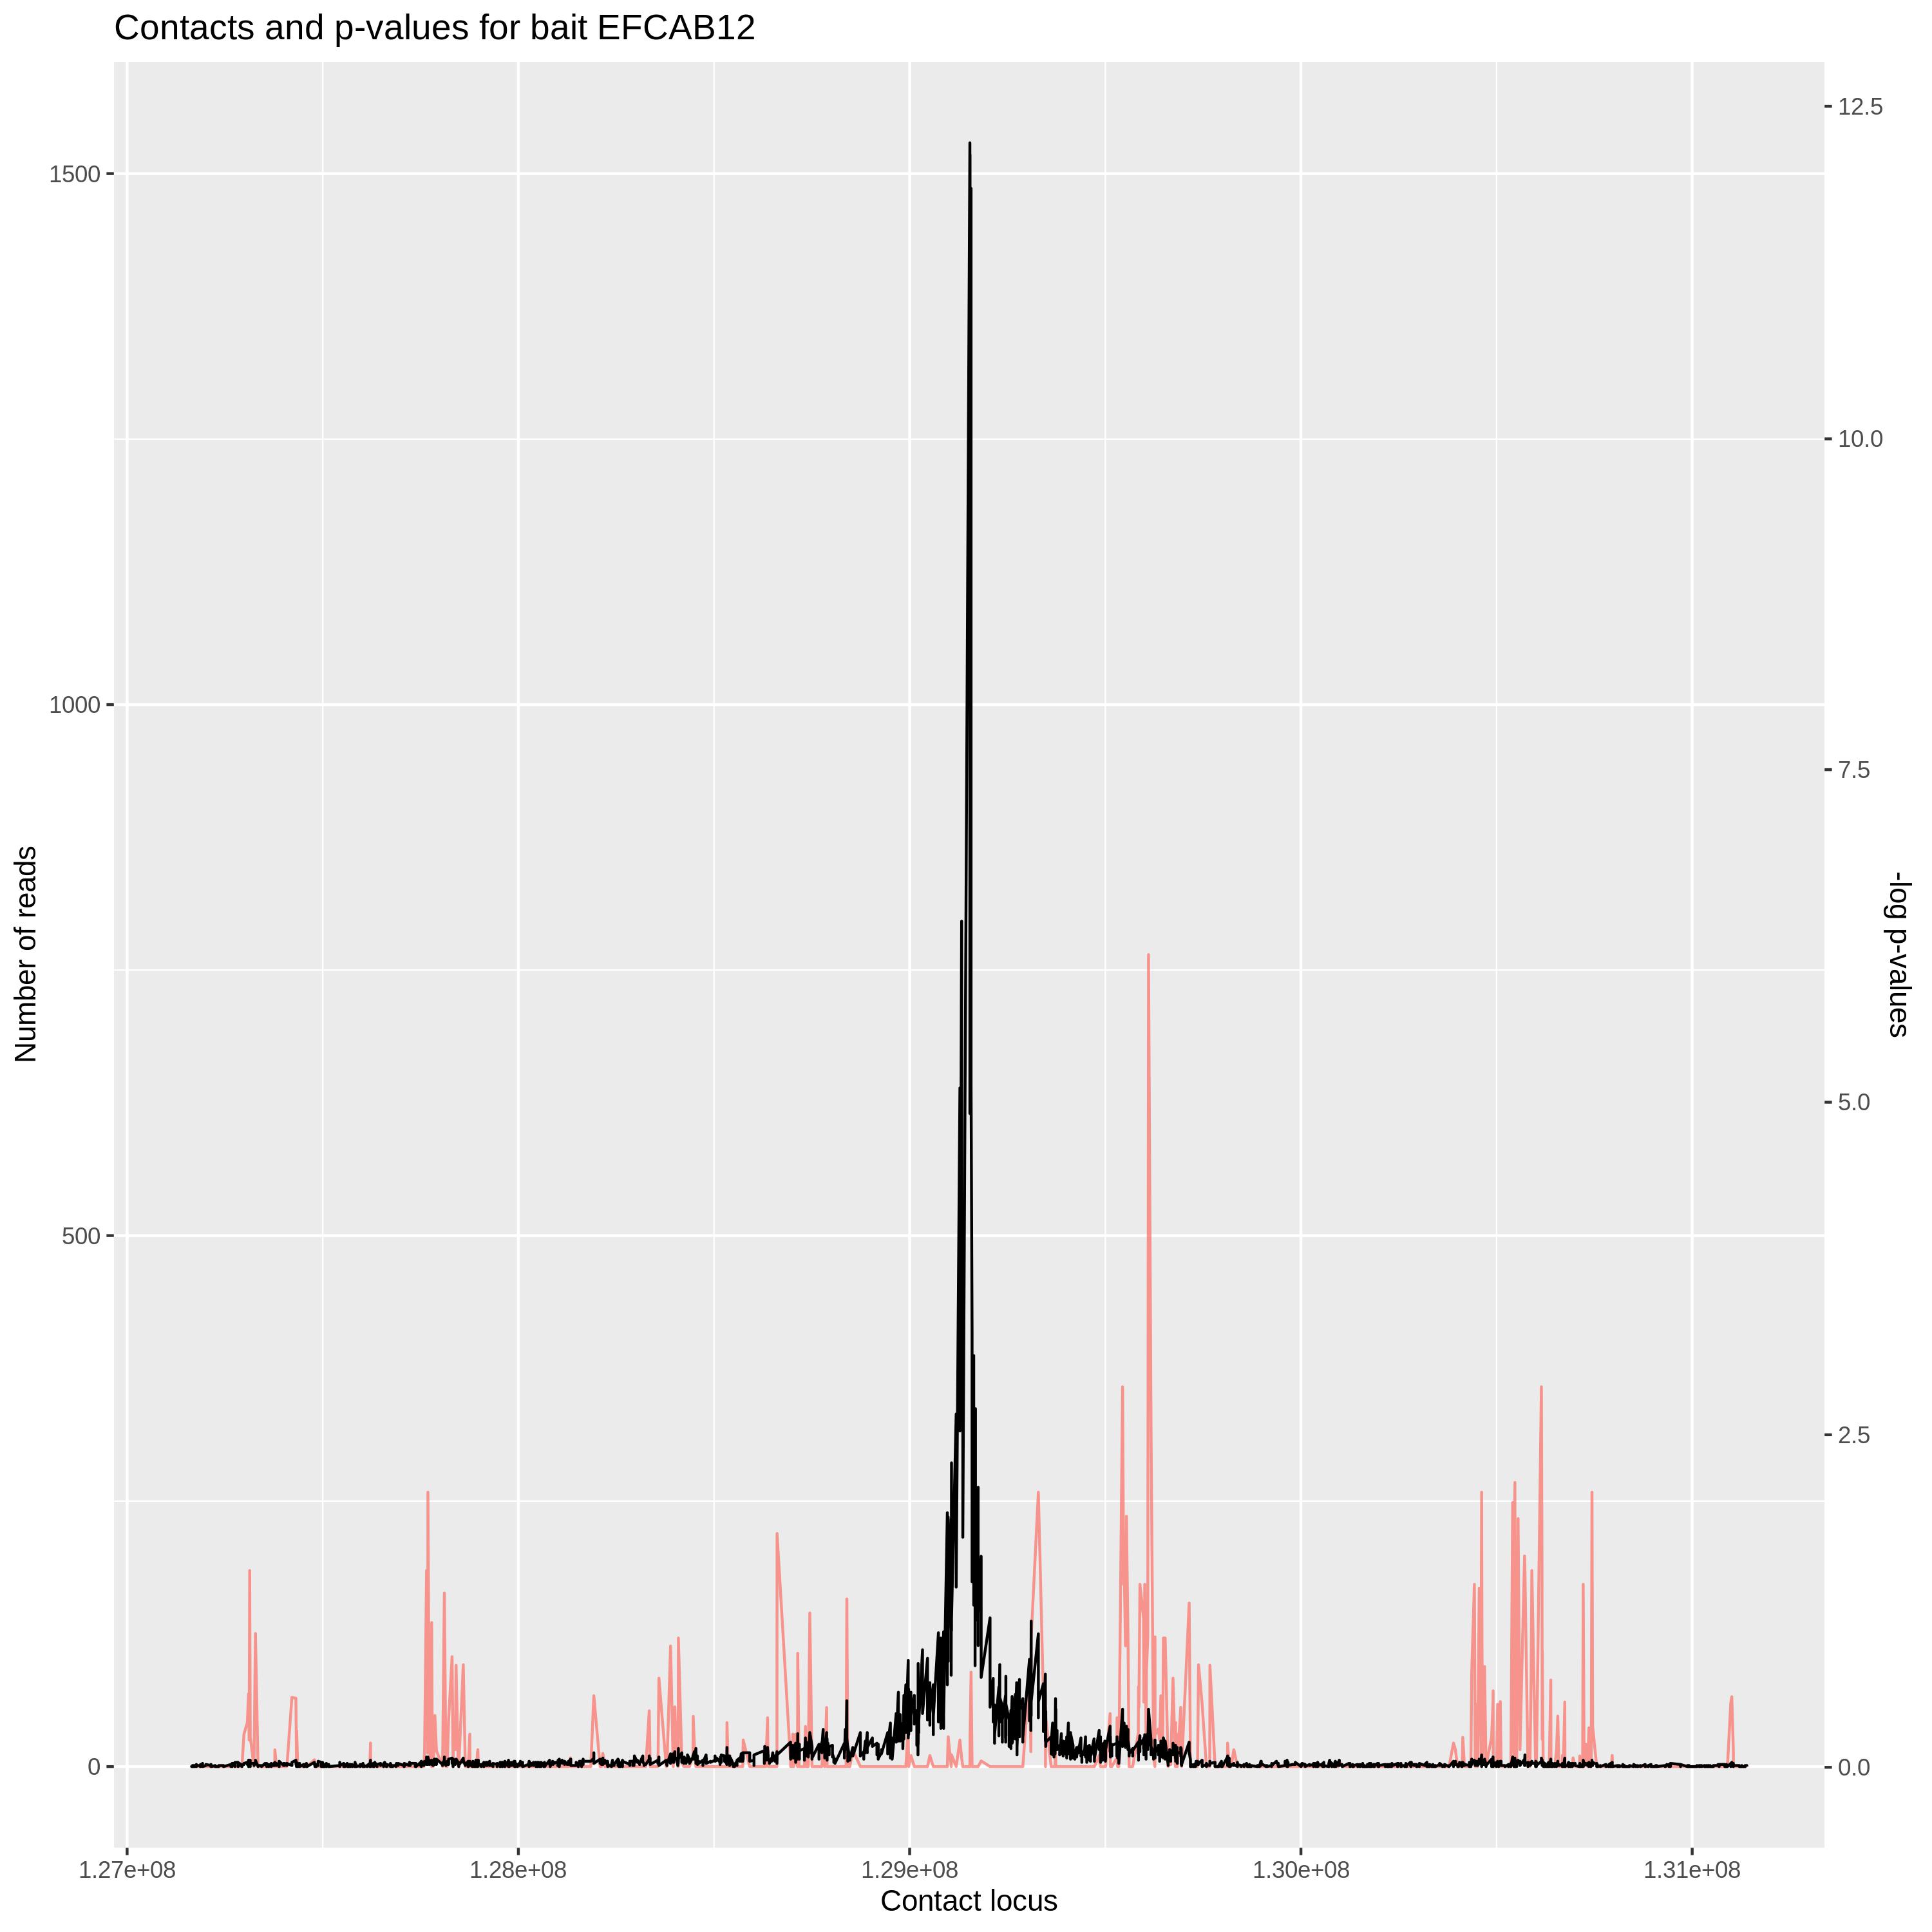 Contacts and p-values for bait EFCAB12
1500
1000
500
0
Number of reads
12.5
10.0
7.5
5.0
2.5
0.0
-log p-values
1.27e+08
1.28e+08
1.29e+08
1.30e+08
1.31e+08
Contact locus